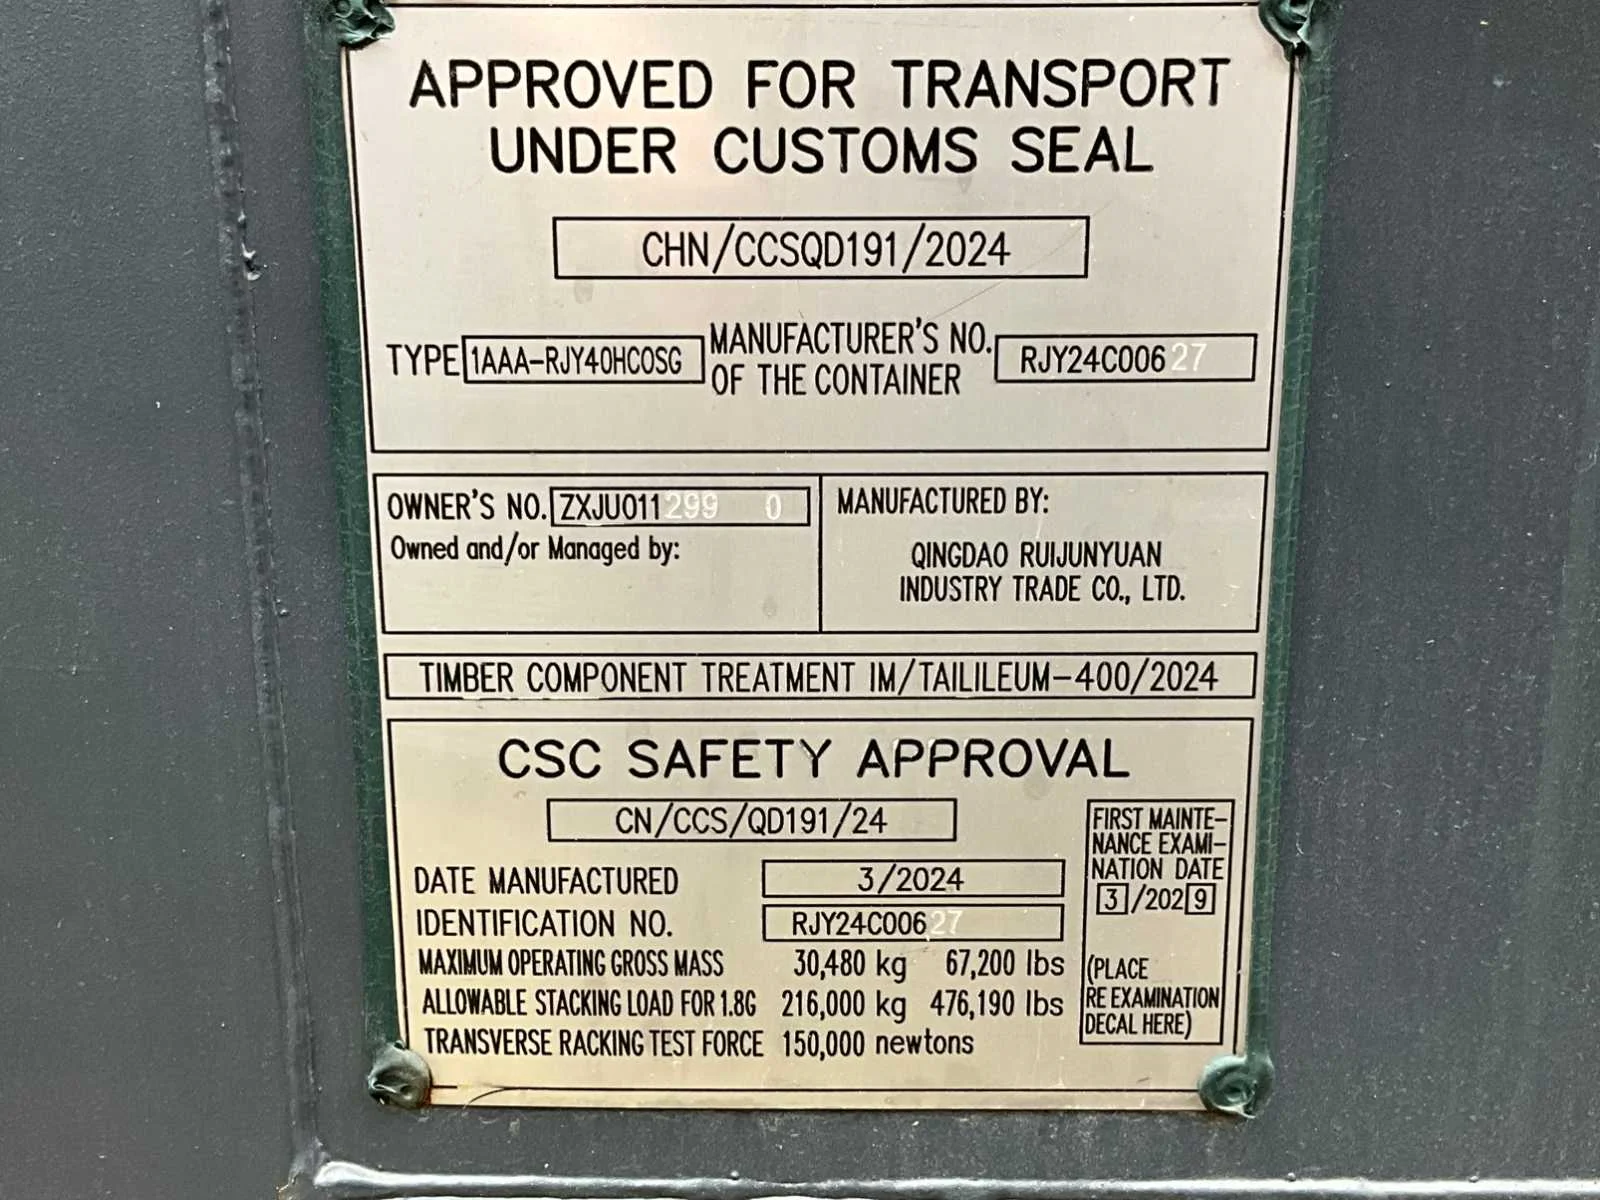 APPROVED FOR TRANSPORT
UNDER CUSTOMS SEAL
CHN/CCSQD191/2024
TYPE 1AAA-RJY40HCOSG MANUFACTURER'S NO. OF THE CONTAINER RJY24C00627
OWNER'S NO. ZXJU011299 0
Owned and/or Managed by:
MANUFACTURED BY:
QINGDAO RUIJUNYUAN
INDUSTRY TRADE CO., LTD.
TIMBER COMPONENT TREATMENT IM/TAILILEUM-400/2024
CSC SAFETY APPROVAL
CN/CCS/QD191/24
DATE MANUFACTURED 3/2024
IDENTIFICATION NO. RJY24C00627
MAXIMUM OPERATING GROSS MASS 30,480 kg 67,200 lbs
ALLOWABLE STACKING LOAD FOR 1.8G 216,000 kg 476,190 lbs
TRANSVERSE RACKING TEST FORCE 150,000 newtons
FIRST MAINTE-
NANCE EXAMI-
NATION DATE
3/2029
(PLACE
RE EXAMINATION
DECAL HERE)